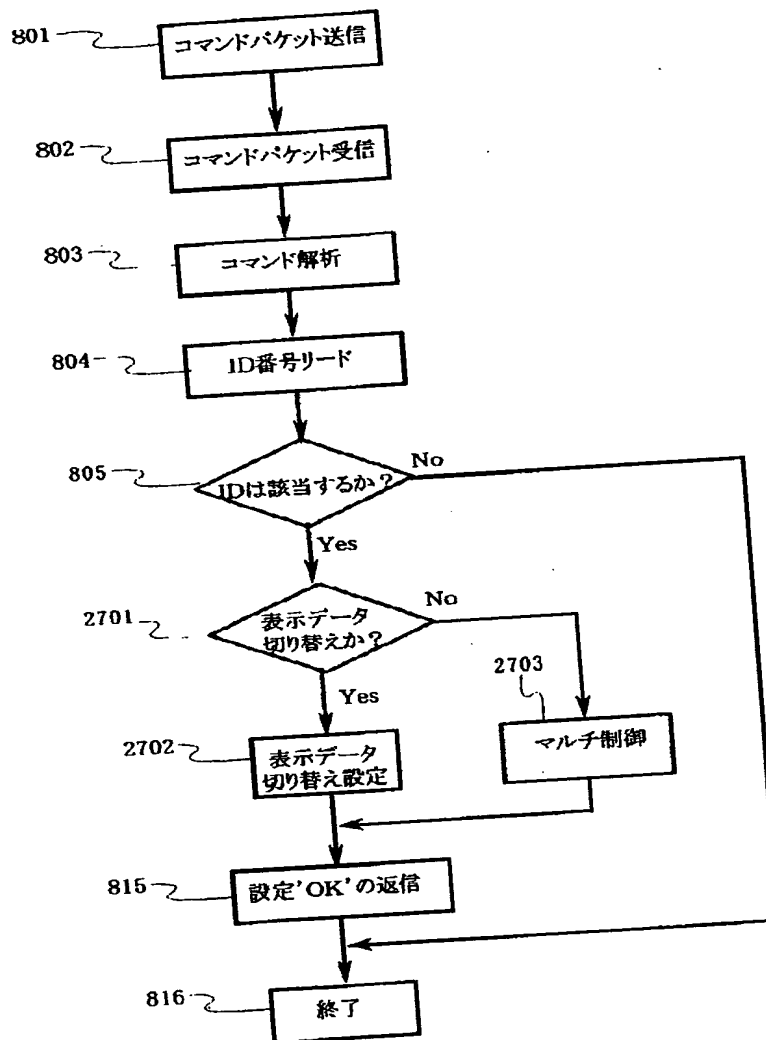 801
コマンドパケット送信
802
コマンドパケット受信
803
コマンド解析
804
ID番号リード
805
IDは該当するか?
No
Yes
2701
表示データ
切り替えか?
No
Yes
2703
マルチ制御
2702
表示データ
切り替え設定
815
設定'OK'の返信
816
終了